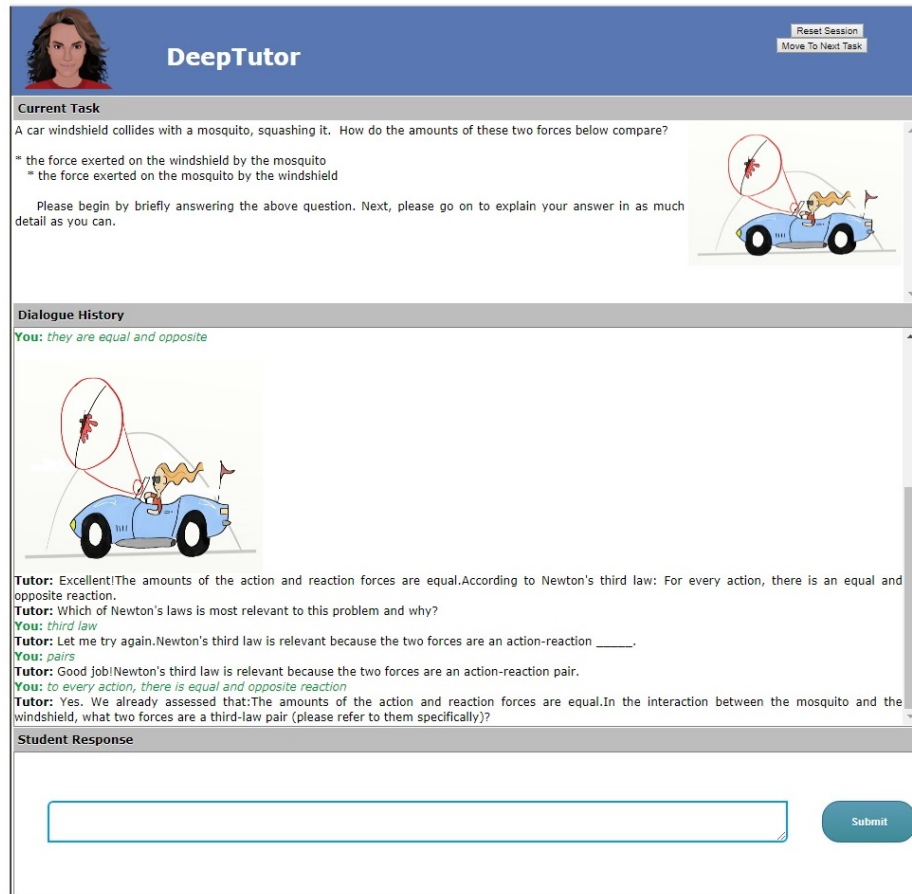 DeepTutor
Reset Session
Move To Next Task
Current Task
A car windshield collides with a mosquito, squashing it. How do the amounts of these two forces below compare?
* the force exerted on the windshield by the mosquito
* the force exerted on the mosquito by the windshield
Please begin by briefly answering the above question. Next, please go on to explain your answer in as much
detail as you can.
Dialogue History
You: they are equal and opposite
Tutor: Excellent!The amounts of the action and reaction forces are equal.According to Newton's third law: For every action, there is an equal and
opposite reaction.
Tutor: Which of Newton's laws is most relevant to this problem and why?
You: third law
Tutor: Let me try again.Newton's third law is relevant because the two forces are an action-reaction _____.
You: pairs
Tutor: Good job!Newton's third law is relevant because the two forces are an action-reaction pair.
You: to every action, there is equal and opposite reaction
Tutor: Yes. We already assessed that:The amounts of the action and reaction forces are equal.In the interaction between the mosquito and the
windshield, what two forces are a third-law pair (please refer to them specifically)?
Student Response
Submit